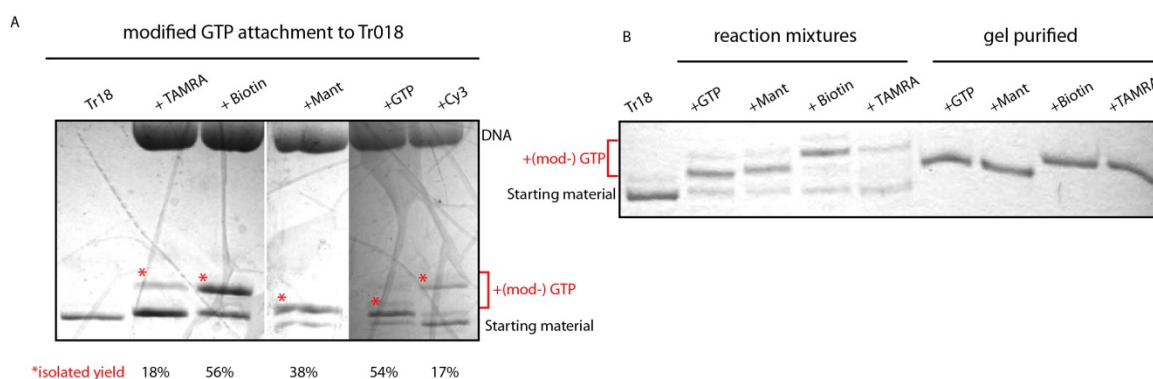 A
modified GTP attachment to Tr018
Tr18
+TAMRA
+ Biotin
+Mant
+GTP
+Cy3
DNA
*
*
*
*
*
+(mod-) GTP
Starting material
*isolated yield 18% 56% 38% 54% 17%
B
reaction mixtures
gel purified
Tr18
+GTP
+Mant
+ Biotin
+ TAMRA
+GTP
+Mant
+Biotin
+TAMRA
+(mod-) GTP
Starting material